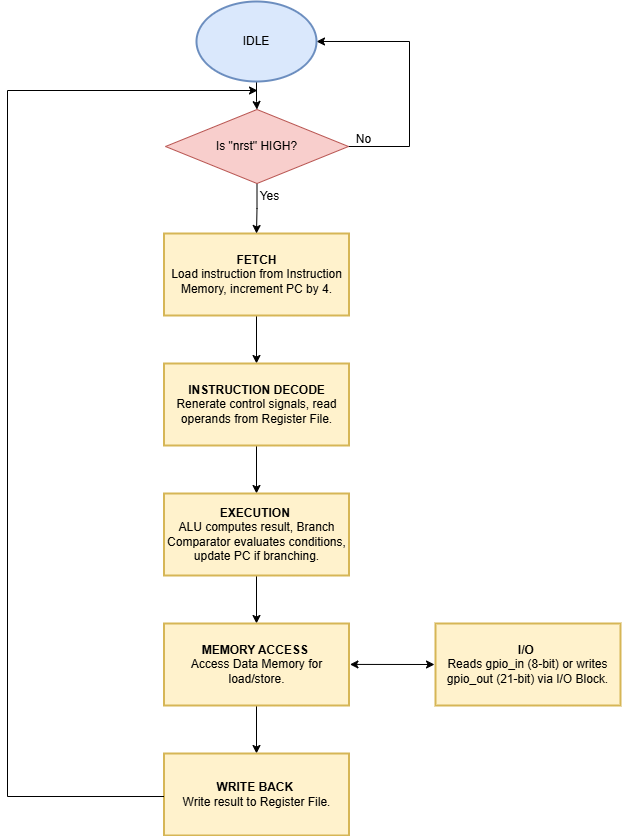 IDLE
Is "nrst" HIGH?
No
Yes
FETCH
Load instruction from Instruction
Memory, increment PC by 4.
INSTRUCTION DECODE
Renerate control signals, read
operands from Register File.
EXECUTION
ALU computes result, Branch
Comparator evaluates conditions,
update PC if branching.
MEMORY ACCESS
Access Data Memory for
load/store.
I/O
Reads gpio_in (8-bit) or writes
gpio_out (21-bit) via I/O Block.
WRITE BACK
Write result to Register File.